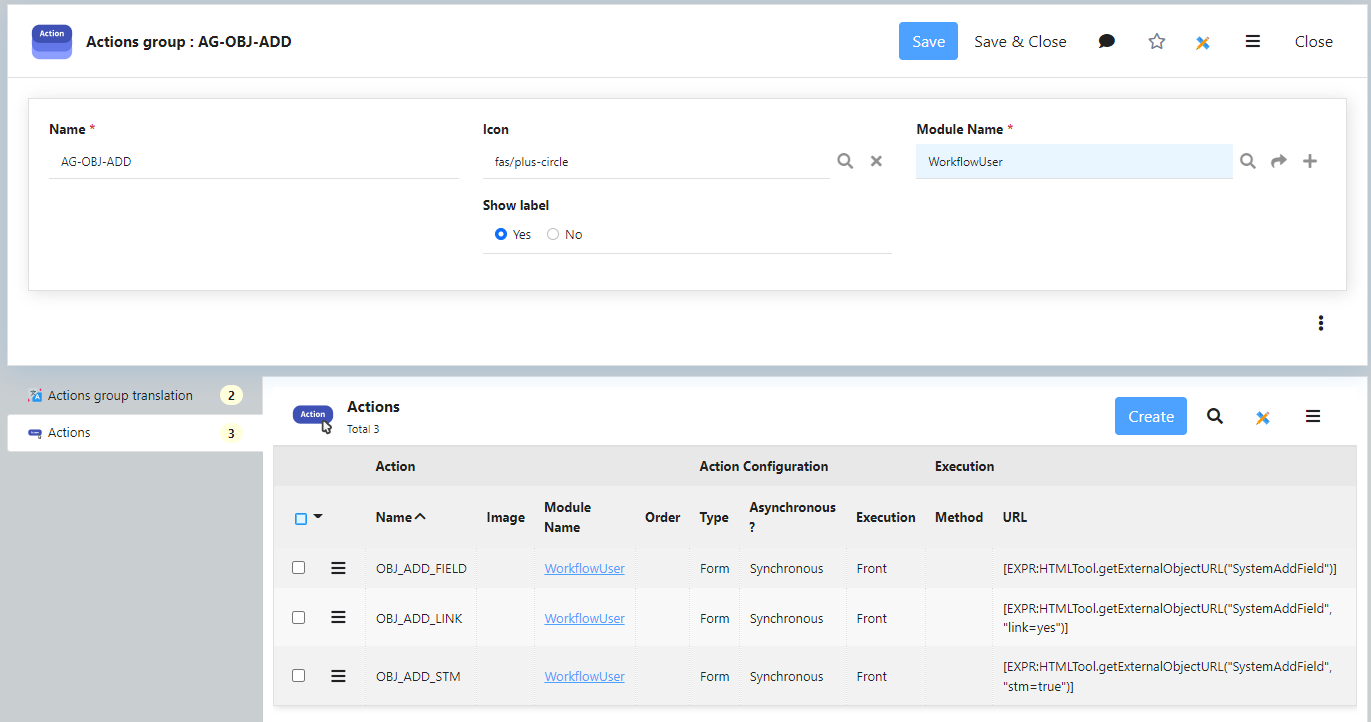 Action
Actions group : AG-OBJ-ADD
Save
Save & Close
Close
Name *
Icon
Module Name *
AG-OBJ-ADD
fas/plus-circle
WorkflowUser
Show label
Yes
No
Actions group translation
2
Actions
3
Action
Actions
Total 3
Create
Action
Action Configuration
Execution
Name
Image
Module
Name
Order
Type
Asynchronous
?
Execution
Method
URL
OBJ_ADD_FIELD
WorkflowUser
Form
Synchronous
Front
[EXPR:HTMLTool.getExternalObjectURL("SystemAddField")]
OBJ_ADD_LINK
WorkflowUser
Form
Synchronous
Front
[EXPR:HTMLTool.getExternalObjectURL("SystemAddField",
"link=yes")]
OBJ_ADD_STM
WorkflowUser
Form
Synchronous
Front
[EXPR:HTMLTool.getExternalObjectURL("SystemAddField",
"stm=true")]